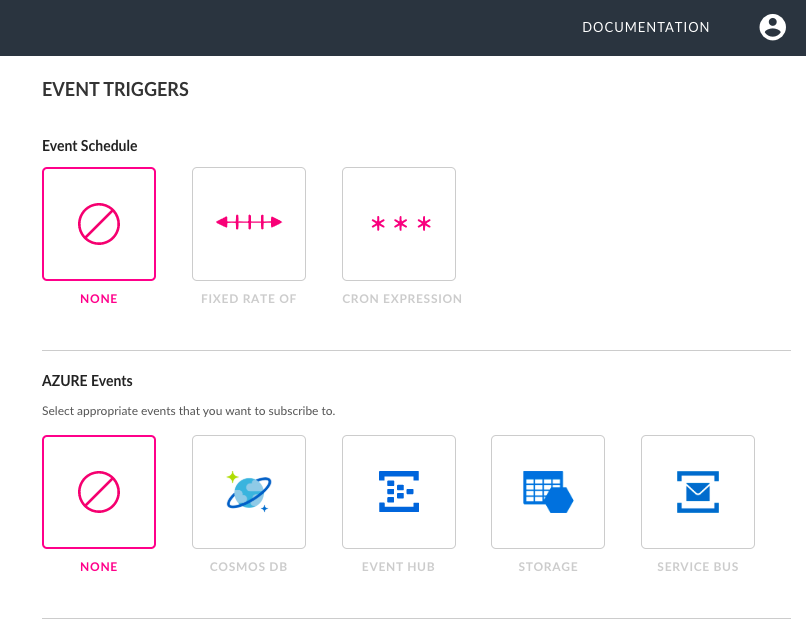 DOCUMENTATION
EVENT TRIGGERS
Event Schedule
NONE
FIXED RATE OF
CRON EXPRESSION
AZURE Events
Select appropriate events that you want to subscribe to.
NONE
COSMOS DB
EVENT HUB
STORAGE
SERVICE BUS